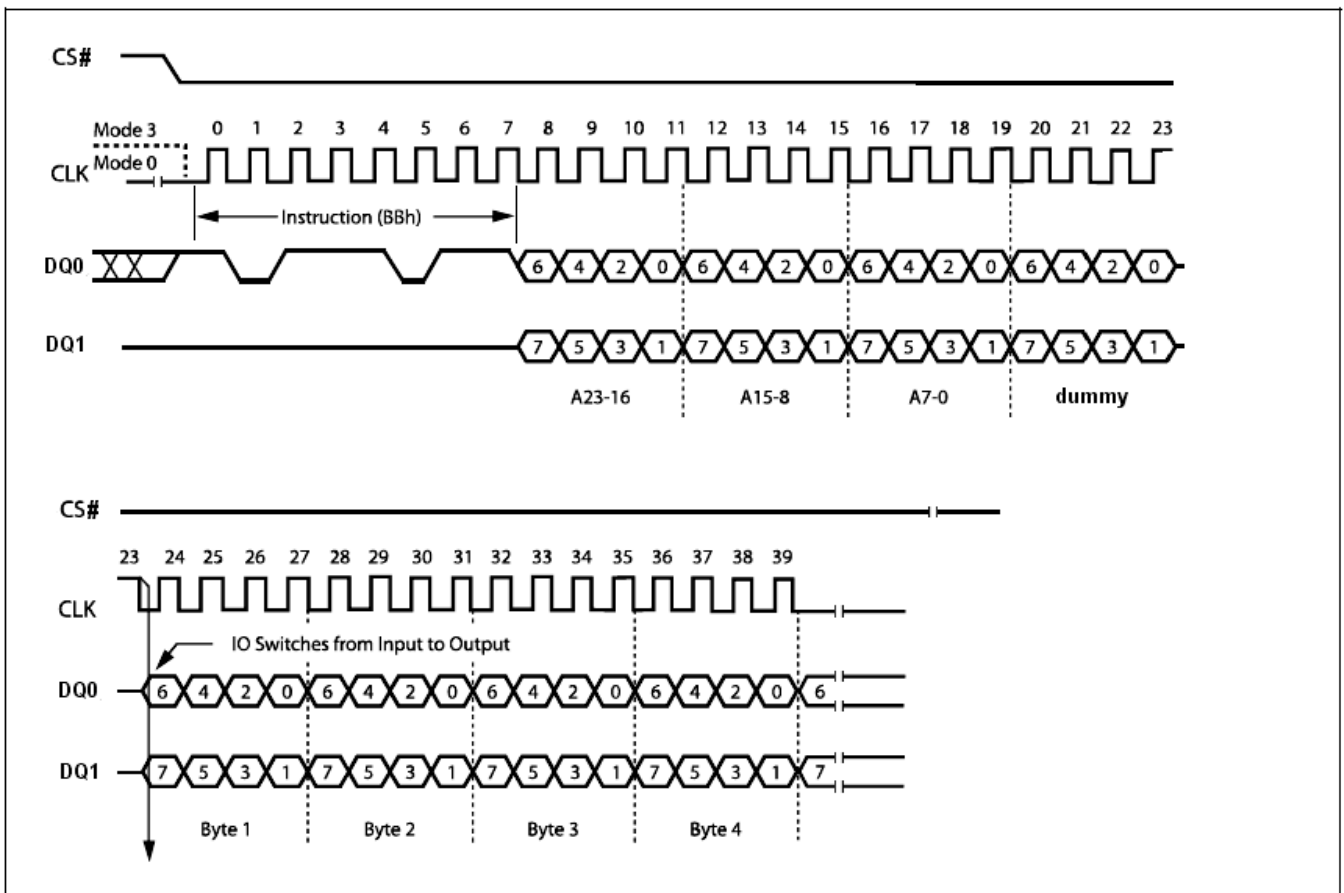 CS#
Mode 3 0 1 2 3 4 5 6 7 8 9 10 11 12 13 14 15 16 17 18 19 20 21 22 23
Mode 0
CLK
Instruction (BBh)
DQ0 6 4 2 0 6 4 2 0 6 4 2 0 6 4 2 0
DQ1 7 5 3 1 7 5 3 1 7 5 3 1 7 5 3 1
A23-16 A15-8 A7-0 dummy
CS#
23 24 25 26 27 28 29 30 31 32 33 34 35 36 37 38 39
CLK
IO Switches from Input to Output
DQ0 6 4 2 0 6 4 2 0 6 4 2 0 6 4 2 0 6
DQ1 7 5 3 1 7 5 3 1 7 5 3 1 7 5 3 1 7
Byte 1 Byte 2 Byte 3 Byte 4